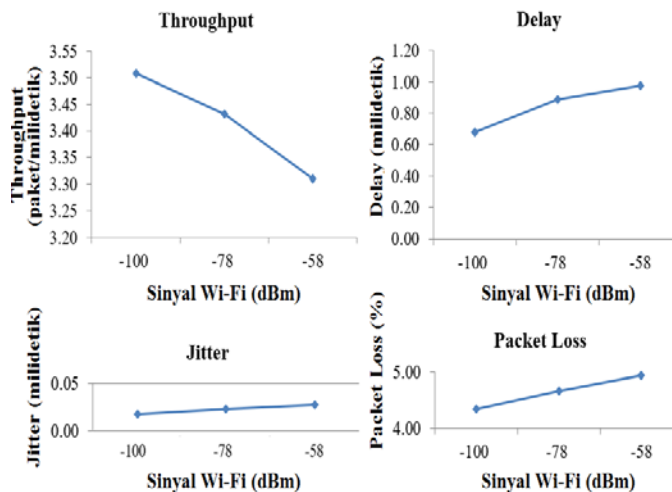 Throughput
Throughput
(paket/milidetik)
3.55
3.50
3.45
3.40
3.35
3.30
3.25
3.20
-100 -78 -58
Sinyal Wi-Fi (dBm)
Delay
Delay (milidetik)
1.20
1.00
0.80
0.60
0.40
0.20
0.00
-100 -78 -58
Sinyal Wi-Fi (dBm)
Jitter
Jitter (milidetik)
0.05
0.00
-100 -78 -58
Sinyal Wi-Fi (dBm)
Packet Loss
Packet Loss (%)
5.00
4.00
-100 -78 -58
Sinyal Wi-Fi (dBm)